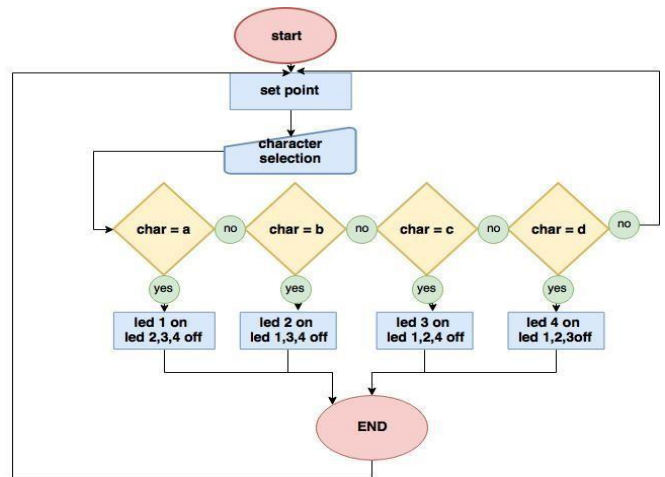 start
set point
character
selection
char = a
no
char = b
no
char = c
no
char = d
no
yes
yes
yes
yes
led 1 on
led 2,3,4 off
led 2 on
led 1,3,4 off
led 3 on
led 1,2,4 off
led 4 on
led 1,2,3off
END